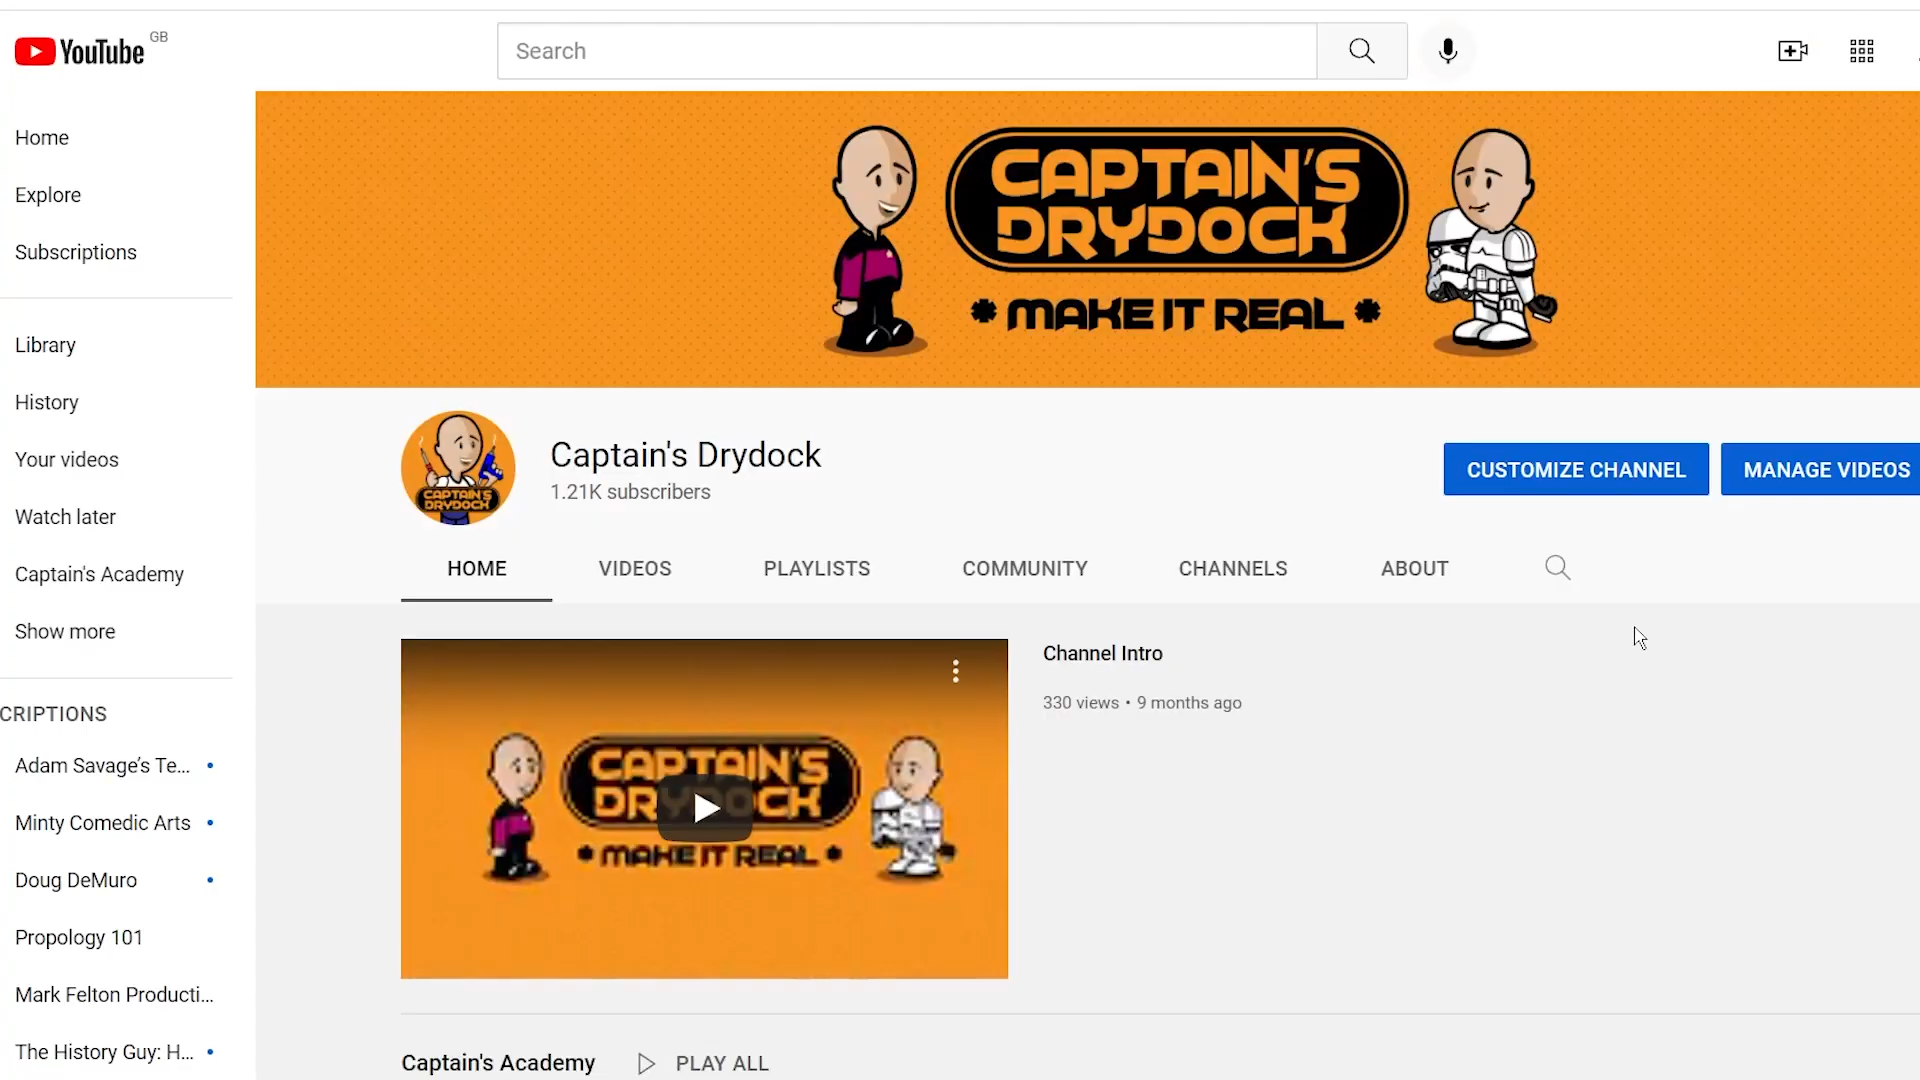 YouTube GB
Search
Home
Explore
Subscriptions
Library
History
Your videos
Watch later
Captain's Academy
Show more
CRIPTIONS
Adam Savage’s Te...
Minty Comedic Arts
Doug DeMuro
Propology 101
Mark Felton Producti...
The History Guy: H...
CAPTAIN'S
DRYDOCK
MAKE IT REAL
CAPTAIN'S
DRYDOCK
Captain's Drydock
1.21K subscribers
CUSTOMIZE CHANNEL
MANAGE VIDEOS
HOME
VIDEOS
PLAYLISTS
COMMUNITY
CHANNELS
ABOUT
CAPTAIN'S
DRYDOCK
MAKE IT REAL
Channel Intro
330 views • 9 months ago
Captain's Academy
PLAY ALL